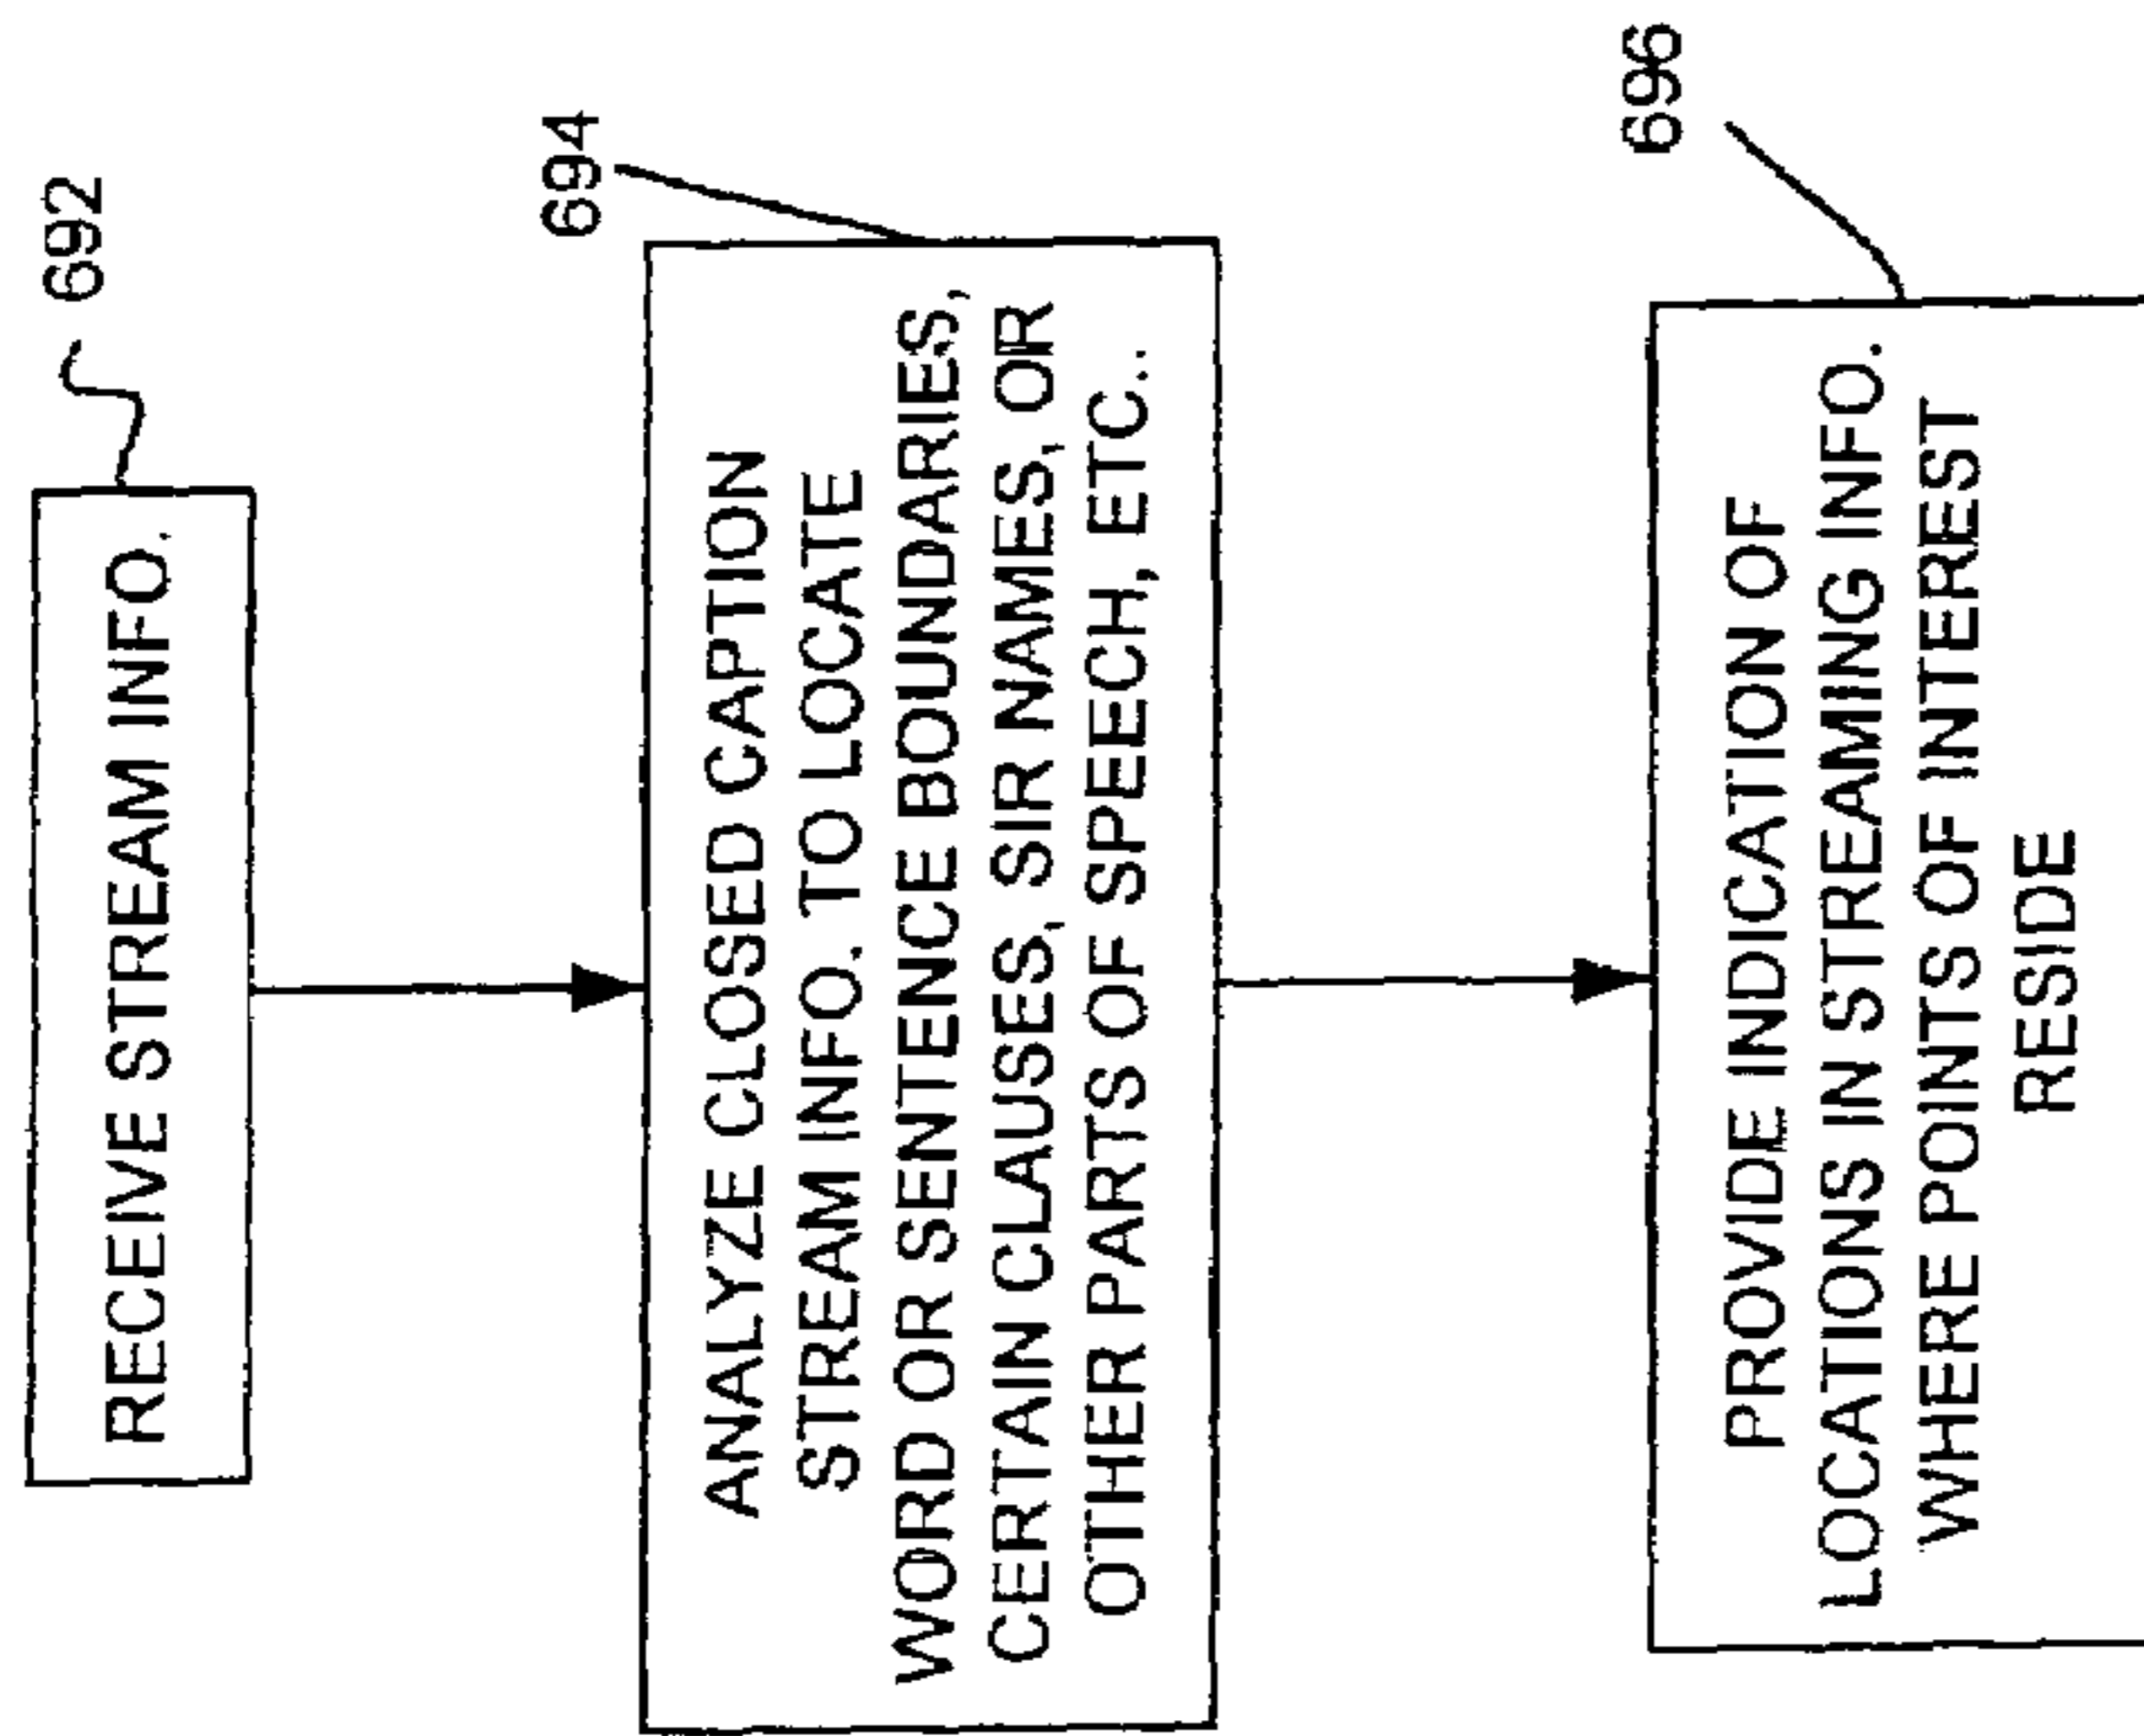 692
RECEIVE STREAM INFO.
694
ANALYZE CLOSED CAPTION
STREAM INFO. TO LOCATE
WORD OR SENTENCE BOUNDARIES,
CERTAIN CLAUSES, SIR NAMES, OR
OTHER PARTS OF SPEECH, ETC..
696
PROVIDE INDICATION OF
LOCATIONS IN STREAMING INFO.
WHERE POINTS OF INTEREST
RESIDE